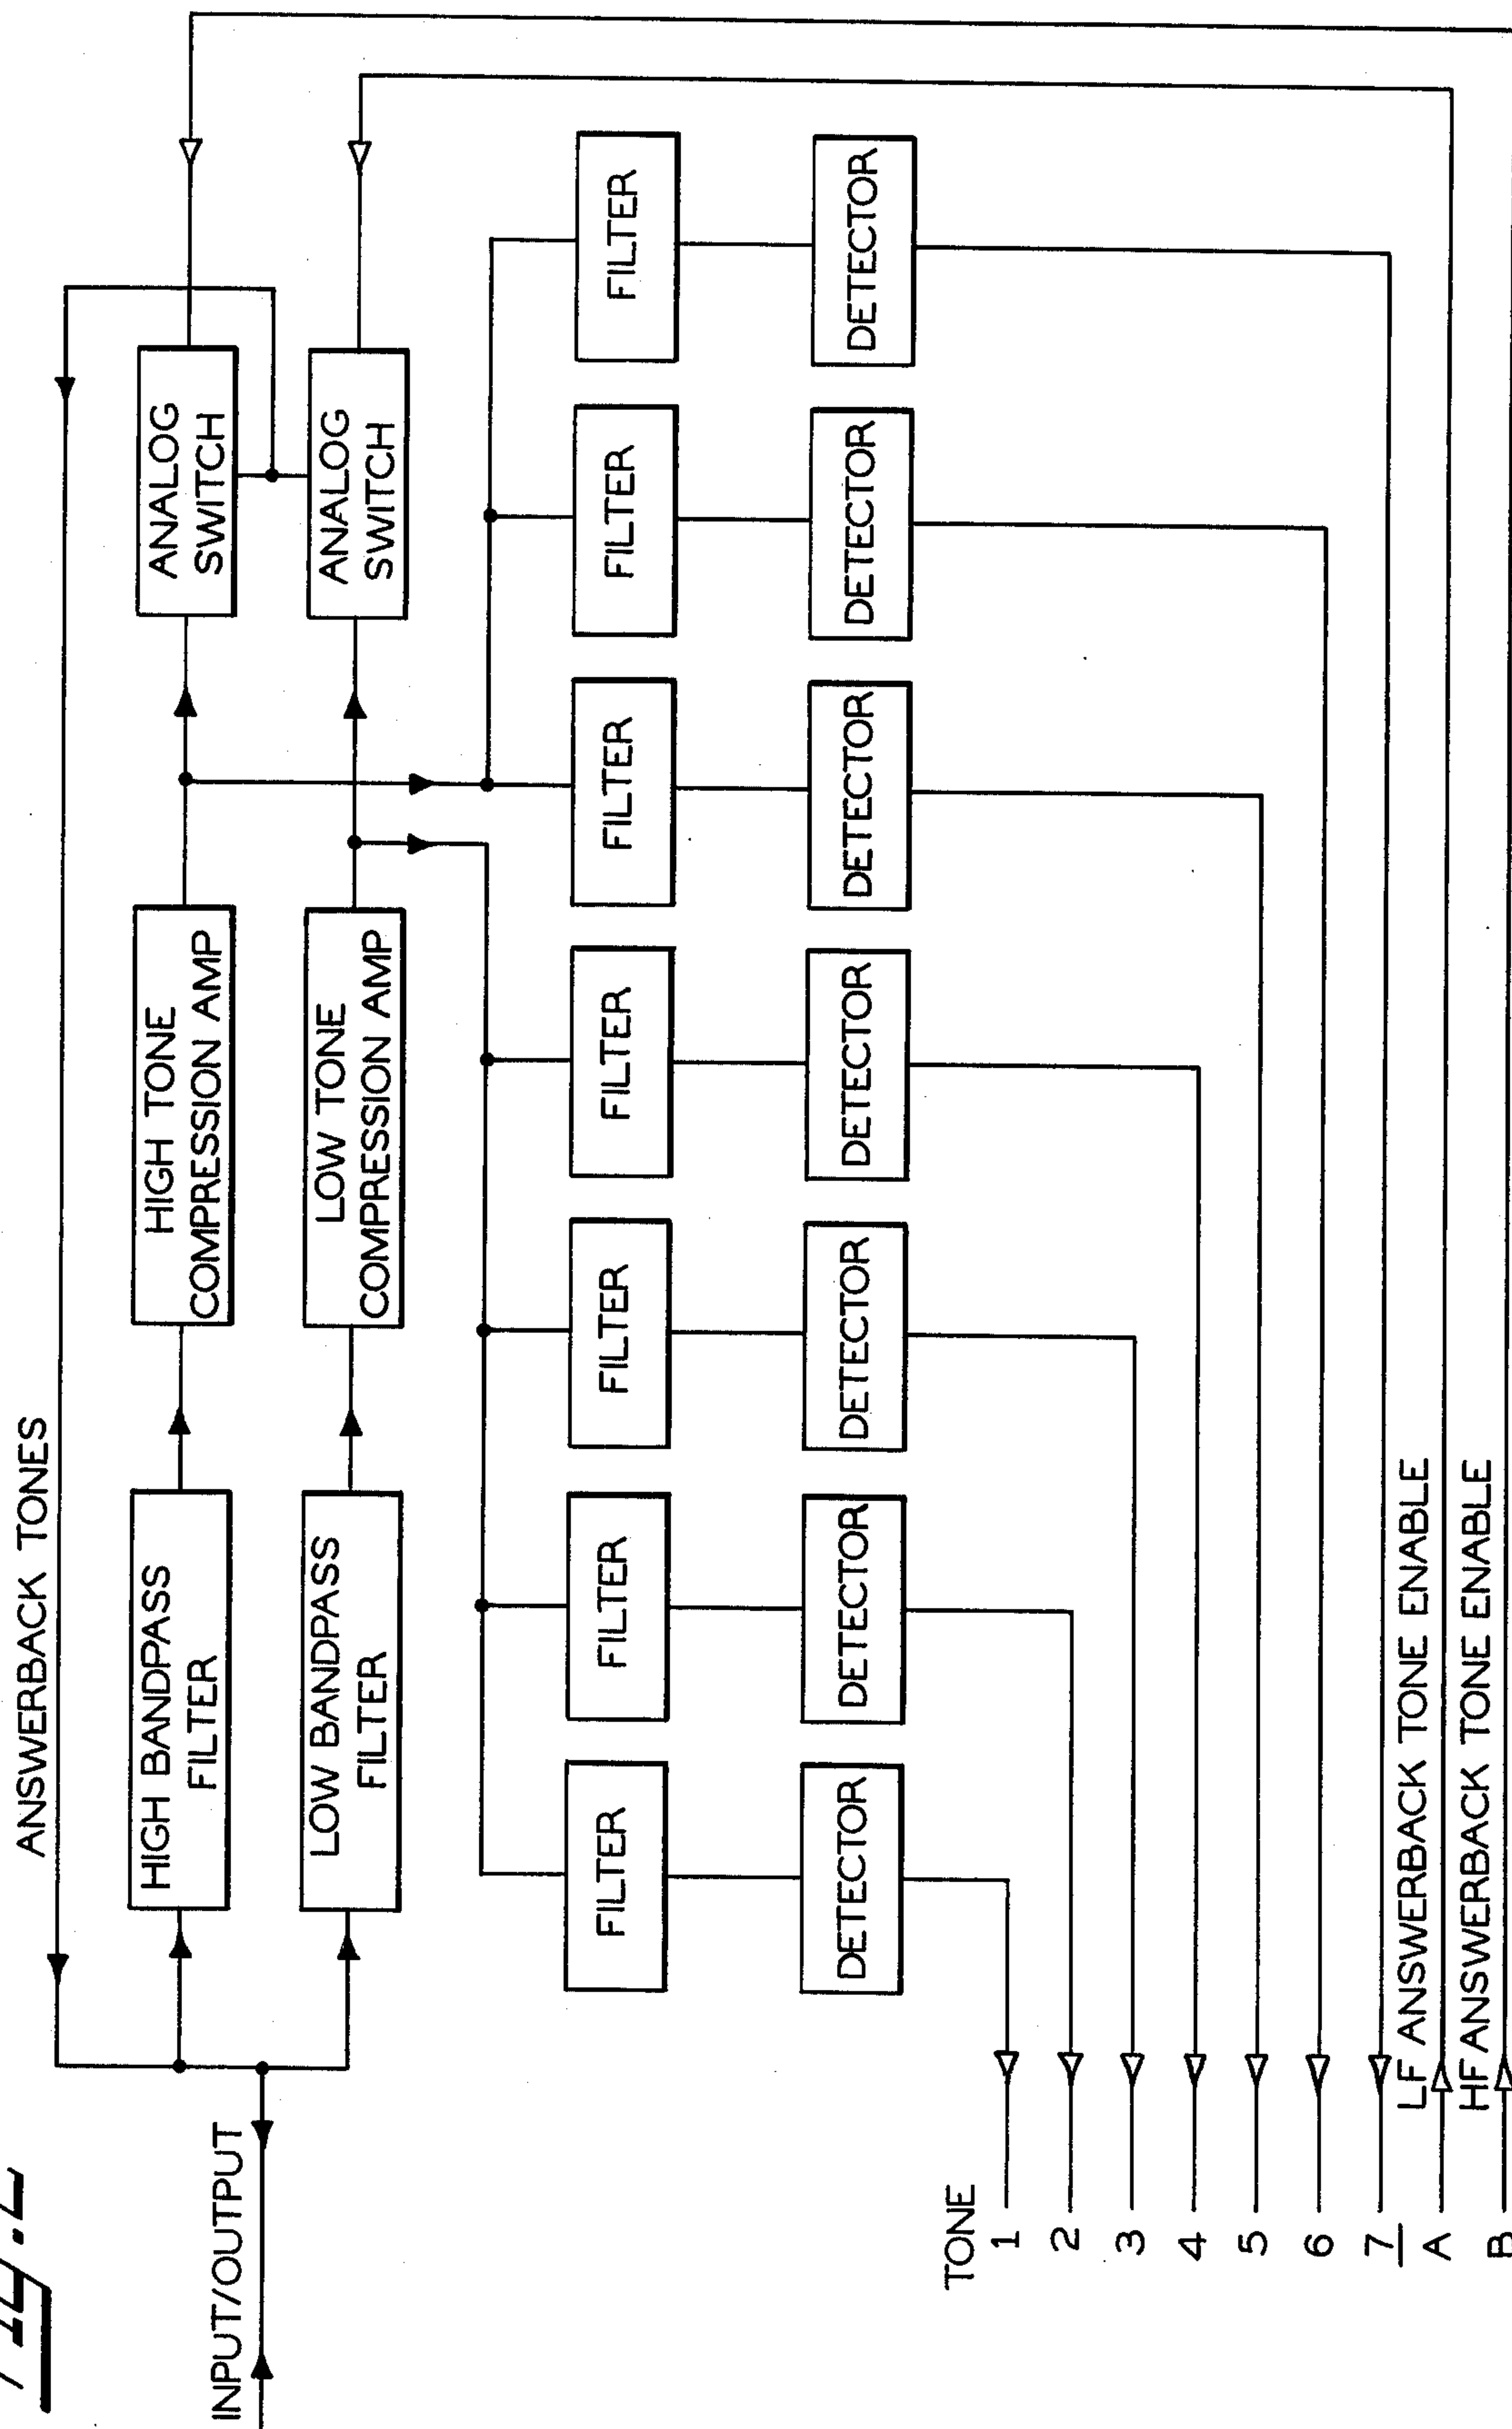 ANSWERBACK TONES
INPUT/OUTPUT
HIGH BANDPASS
FILTER
HIGH TONE
COMPRESSION AMP
ANALOG
SWITCH
LOW BANDPASS
FILTER
LOW TONE
COMPRESSION AMP
ANALOG
SWITCH
FILTER
FILTER
FILTER
FILTER
FILTER
FILTER
FILTER
DETECTOR
DETECTOR
DETECTOR
DETECTOR
DETECTOR
DETECTOR
DETECTOR
TONE
1
2
3
4
5
6
7
A
LF ANSWERBACK TONE ENABLE
B
HF ANSWERBACK TONE ENABLE